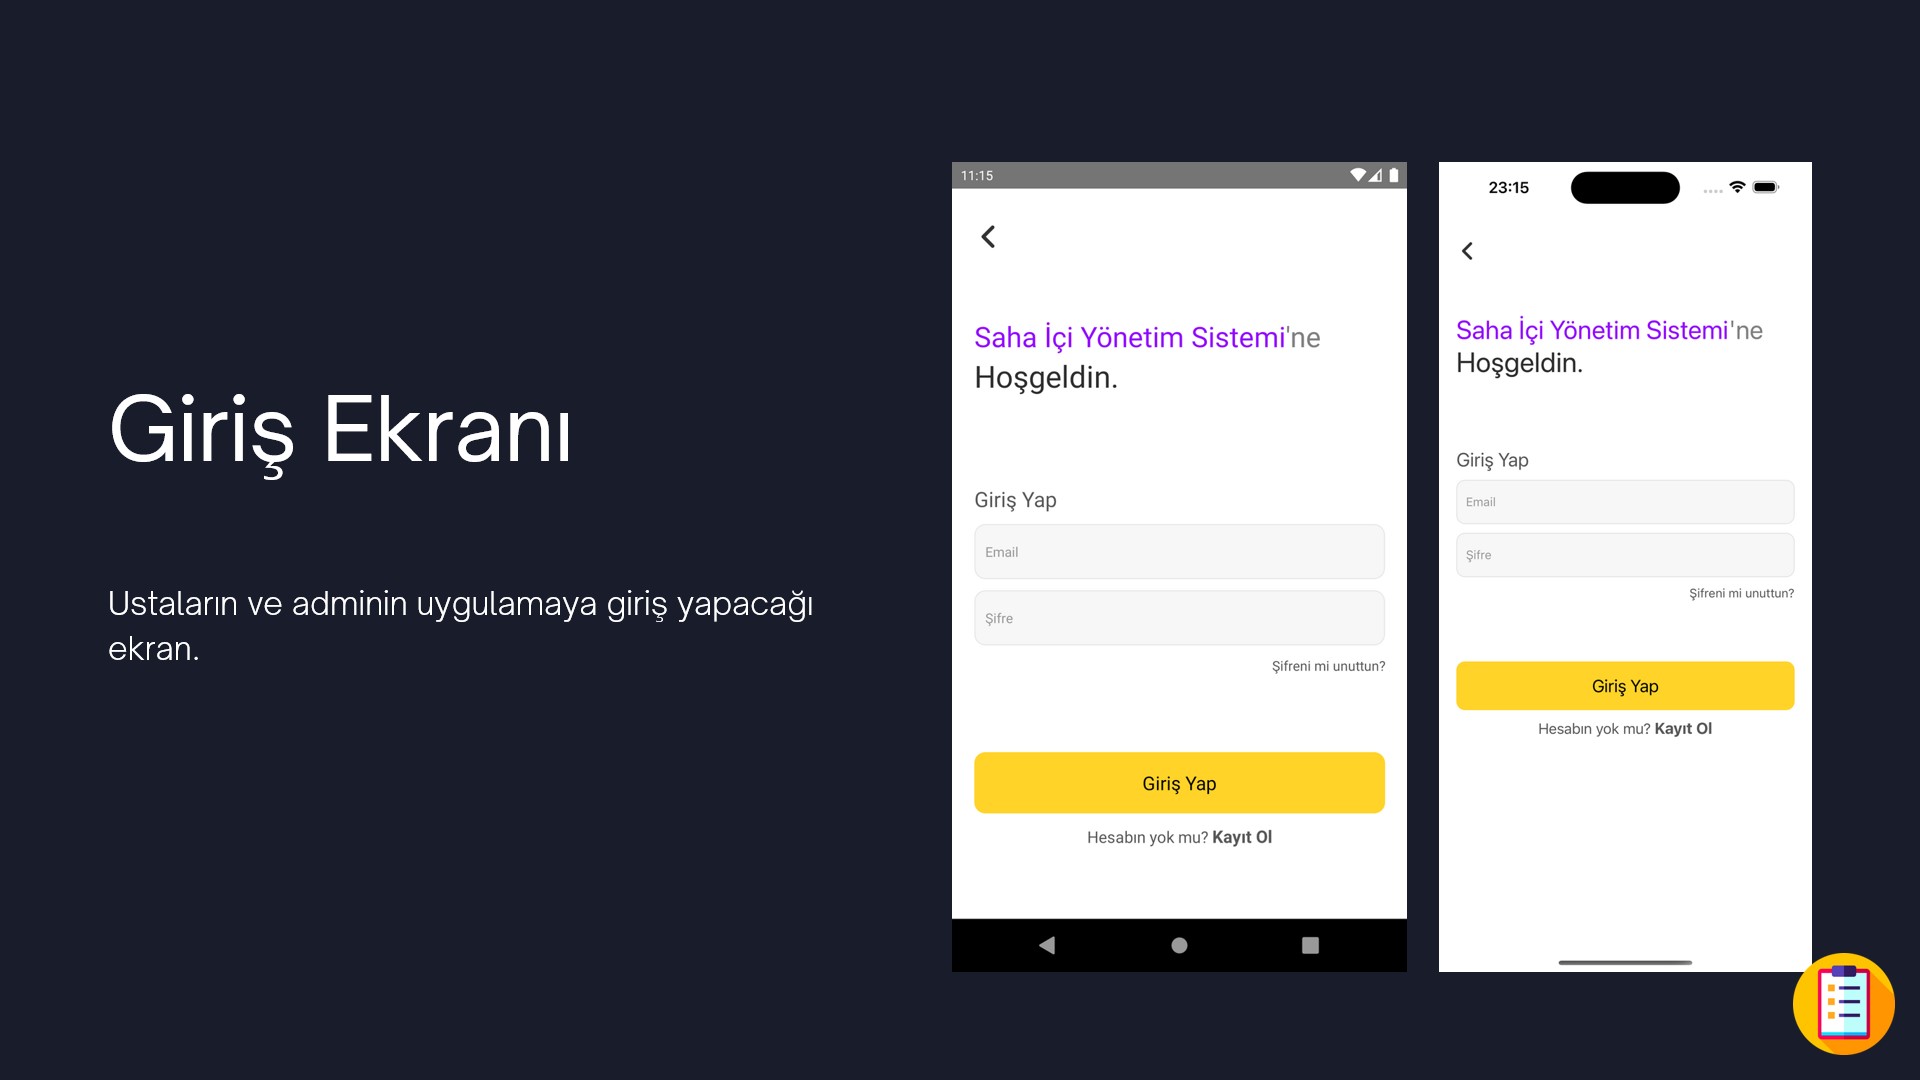 Giriş Ekranı
Ustaların ve adminin uygulamaya giriş yapacağı
ekran.
11:15
Saha İçi Yönetim Sistemi'ne
Hoşgeldin.
Giriş Yap
Email
Şifre
Şifreni mi unuttun?
Giriş Yap
Hesabın yok mu? Kayıt Ol
23:15
Saha İçi Yönetim Sistemi'ne
Hoşgeldin.
Giriş Yap
Email
Şifre
Şifreni mi unuttun?
Giriş Yap
Hesabın yok mu? Kayıt Ol